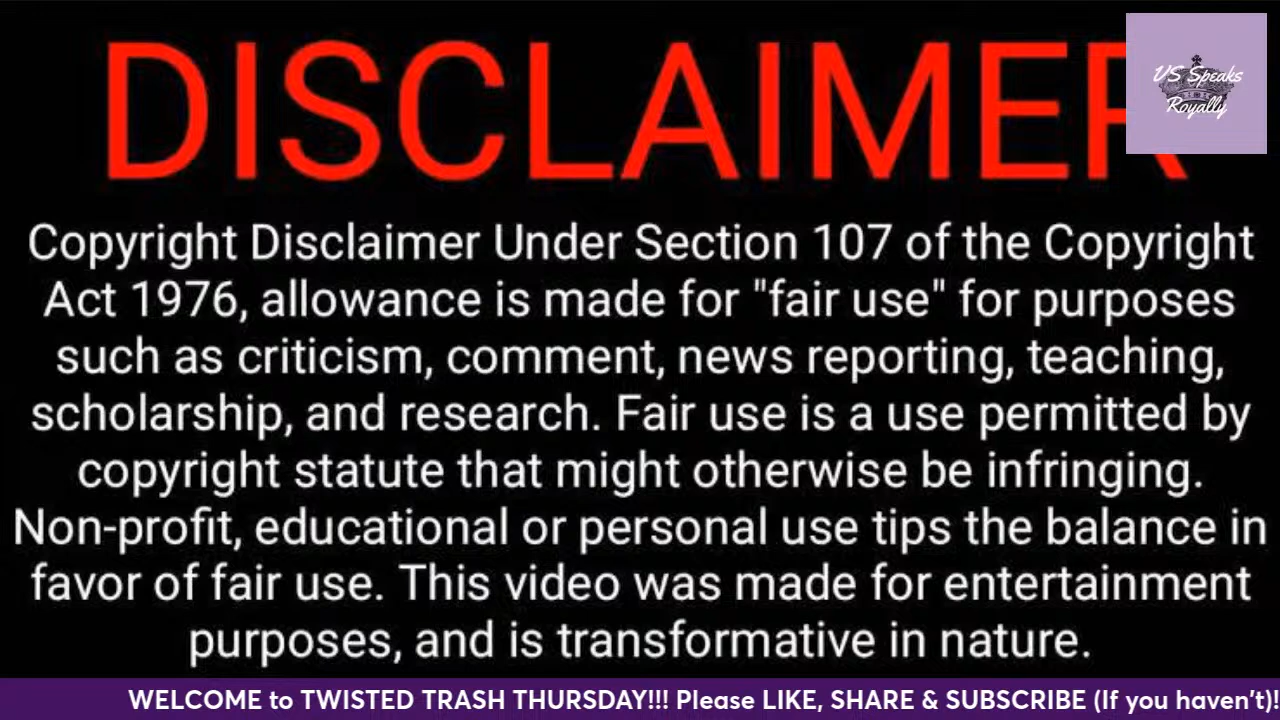 DISCLAIMER
US Speaks
Royally
Copyright Disclaimer Under Section 107 of the Copyright
Act 1976, allowance is made for "fair use" for purposes
such as criticism, comment, news reporting, teaching,
scholarship, and research. Fair use is a use permitted by
copyright statute that might otherwise be infringing.
Non-profit, educational or personal use tips the balance in
favor of fair use. This video was made for entertainment
purposes, and is transformative in nature.
WELCOME to TWISTED TRASH THURSDAY!!! Please LIKE, SHARE & SUBSCRIBE (If you haven't)!